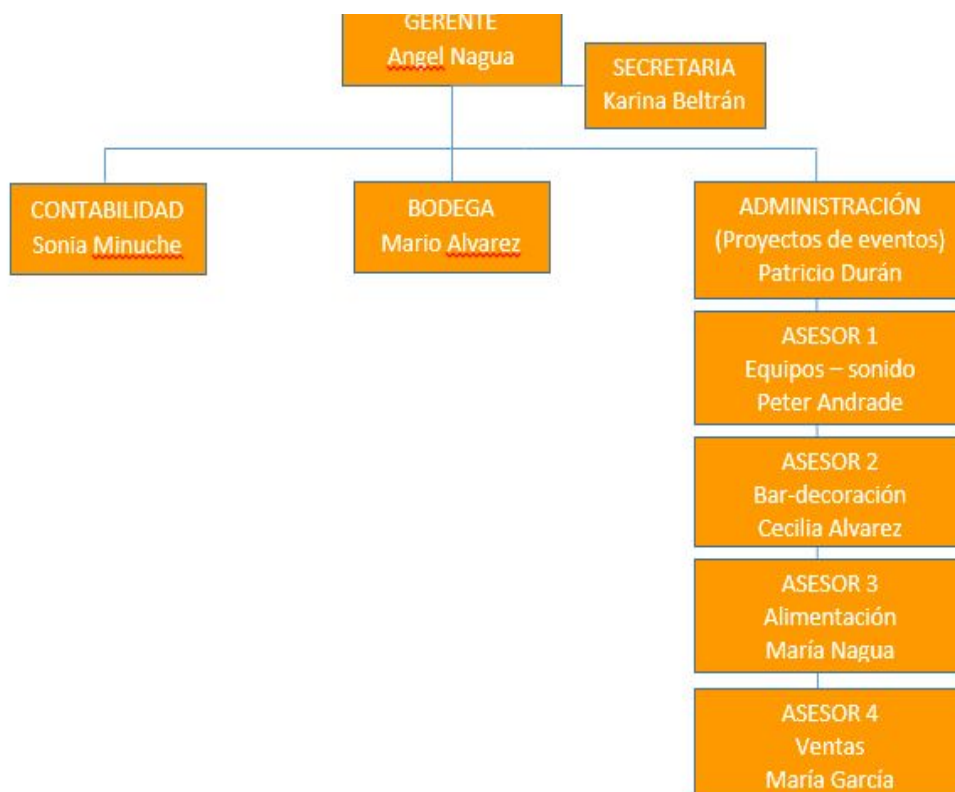 GERENTE
Angel Nagua
SECRETARIA
Karina Beltrán
CONTABILIDAD
Sonia Minuche
BODEGA
Mario Alvarez
ADMINISTRACIÓN
(Proyectos de eventos)
Patricio Durán
ASESOR 1
Equipos – sonido
Peter Andrade
ASESOR 2
Bar-decoración
Cecilia Alvarez
ASESOR 3
Alimentación
María Nagua
ASESOR 4
Ventas
María García